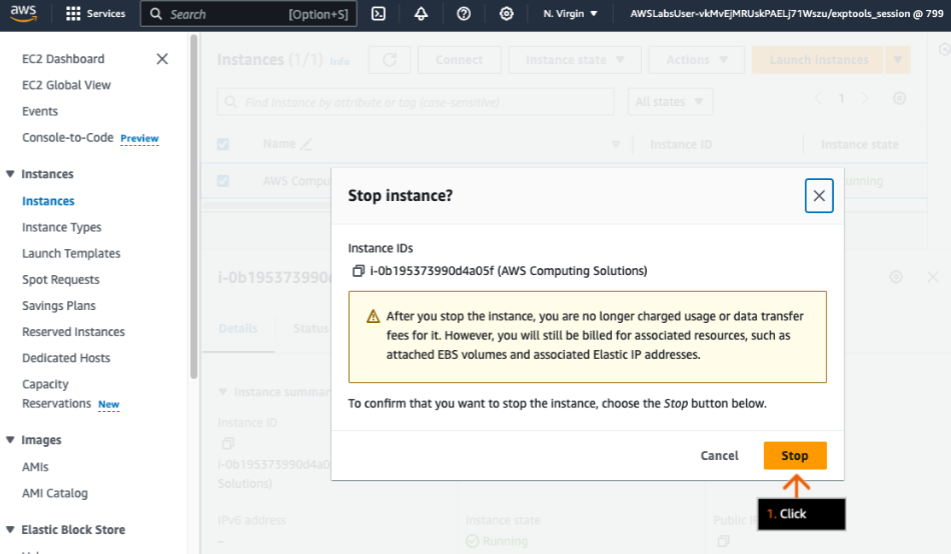 aws
Services
Search
[Option+S]
N. Virgin
AWSLabsUser-vkMvEjMRUskPAELj71Wszu/exptools_session @ 799
EC2 Dashboard
EC2 Global View
Events
Console-to-Code Preview
Instances
Instances
Instance Types
Launch Templates
Spot Requests
Savings Plans
Reserved Instances
Dedicated Hosts
Capacity
Reservations New
Images
AMIs
AMI Catalog
Elastic Block Store
Instances (1/1) Info
Connect
Instance state
Actions
Launch instances
Find Instance by attribute or tag (case-sensitive)
All states
1
Name
Instance ID
Instance state
AWS Compu
unning
Stop instance?
Instance IDs
i-0b195373990d4a05f (AWS Computing Solutions)
After you stop the instance, you are no longer charged usage or data transfer
fees for it. However, you will still be billed for associated resources, such as
attached EBS volumes and associated Elastic IP addresses.
To confirm that you want to stop the instance, choose the Stop button below.
Cancel
Stop
1. Click
i-0b195373990
Details
Status
Instance summar
Instance ID
i-0b195373990d4a0
Solutions)
IPv6 address
–
Instance state
Running
Public I